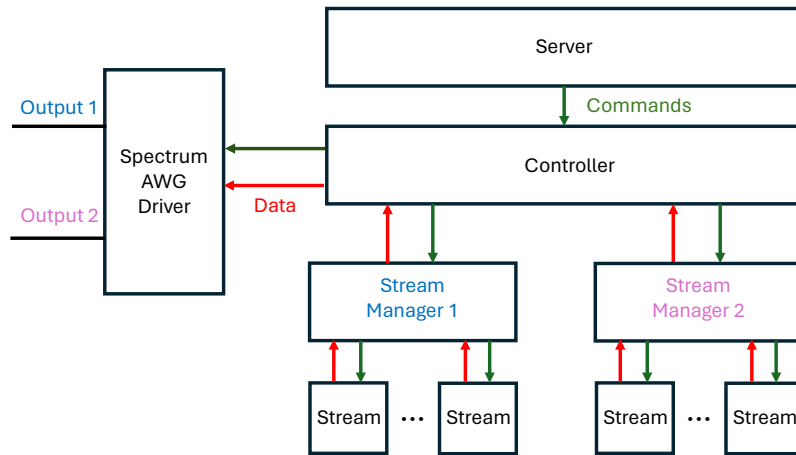 Server
Output 1
Commands
Spectrum
AWG
Driver
Controller
Output 2
Data
Stream
Manager 1
Stream
Manager 2
Stream
...
Stream
Stream
...
Stream